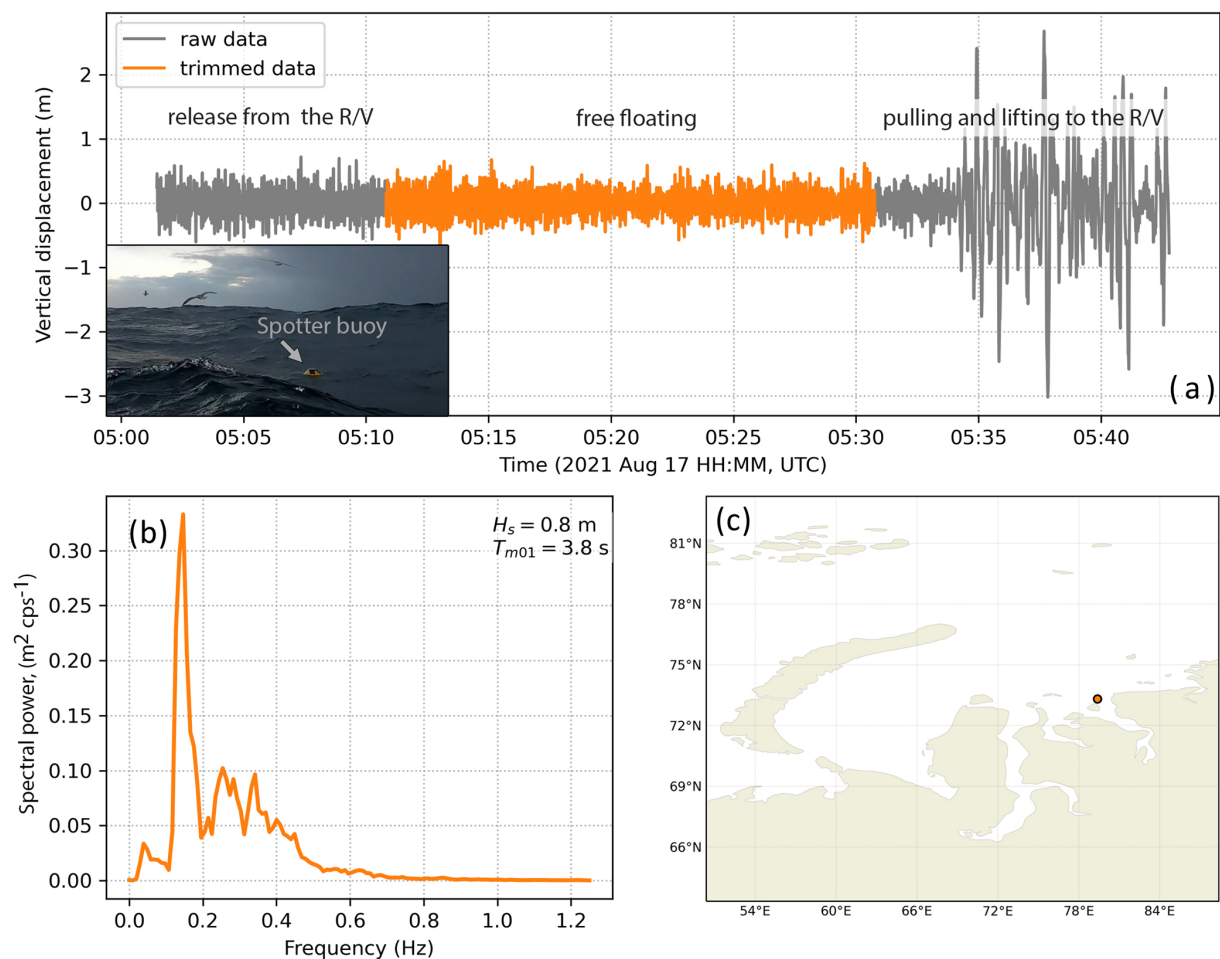 raw data
trimmed data
release from the R/V
free floating
pulling and lifting to the R/V
Vertical displacement (m)
2
1
0
−1
−2
−3
Spotter buoy
(a)
05:00 05:05 05:10 05:15 05:20 05:25 05:30 05:35 05:40
Time (2021 Aug 17 HH:MM, UTC)
(b)
Hs = 0.8 m
Tm01 = 3.8 s
Spectral power, (m² cps⁻¹)
0.30
0.25
0.20
0.15
0.10
0.05
0.00
0.0 0.2 0.4 0.6 0.8 1.0 1.2
Frequency (Hz)
(c)
81°N
78°N
75°N
72°N
69°N
66°N
54°E 60°E 66°E 72°E 78°E 84°E